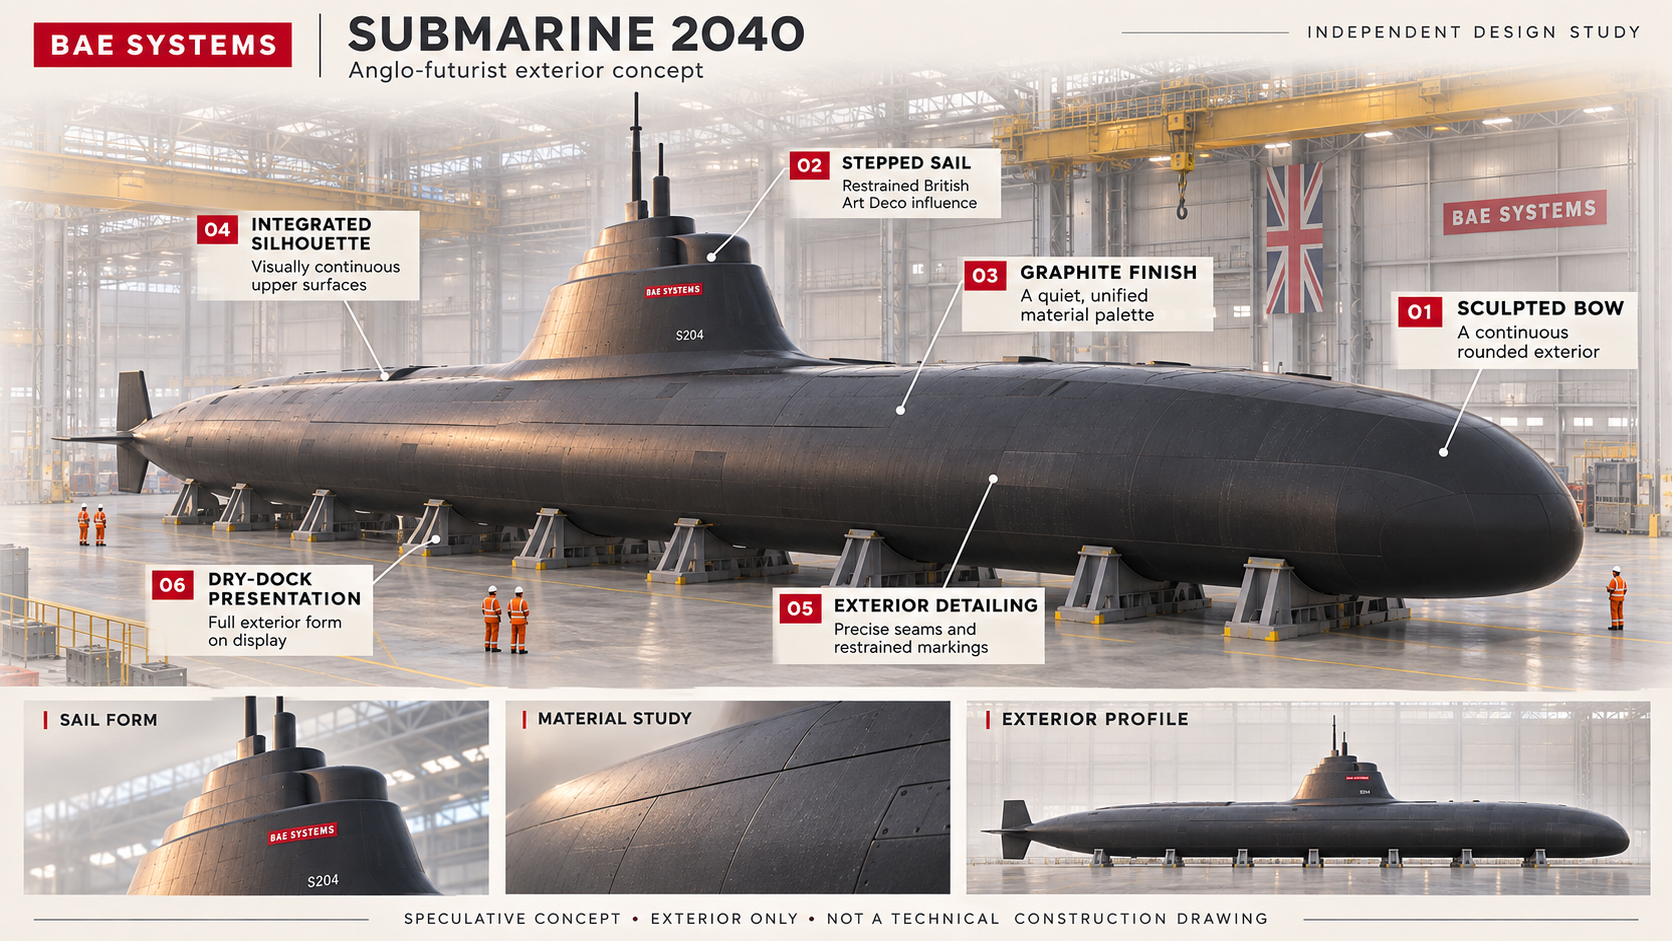 BAE SYSTEMS
SUBMARINE 2040
Anglo-futurist exterior concept
INDEPENDENT DESIGN STUDY
02
STEPPED SAIL
Restrained British
Art Deco influence
04
INTEGRATED
SILHOUETTE
Visually continuous
upper surfaces
BAE SYSTEMS
03
GRAPHITE FINISH
A quiet, unified
material palette
01
SCULPTED BOW
A continuous
rounded exterior
BAE SYSTEMS
S204
06
DRY-DOCK
PRESENTATION
Full exterior form
on display
05
EXTERIOR DETAILING
Precise seams and
restrained markings
SAIL FORM
BAE SYSTEMS
S204
MATERIAL STUDY
EXTERIOR PROFILE
SPECULATIVE CONCEPT • EXTERIOR ONLY • NOT A TECHNICAL CONSTRUCTION DRAWING